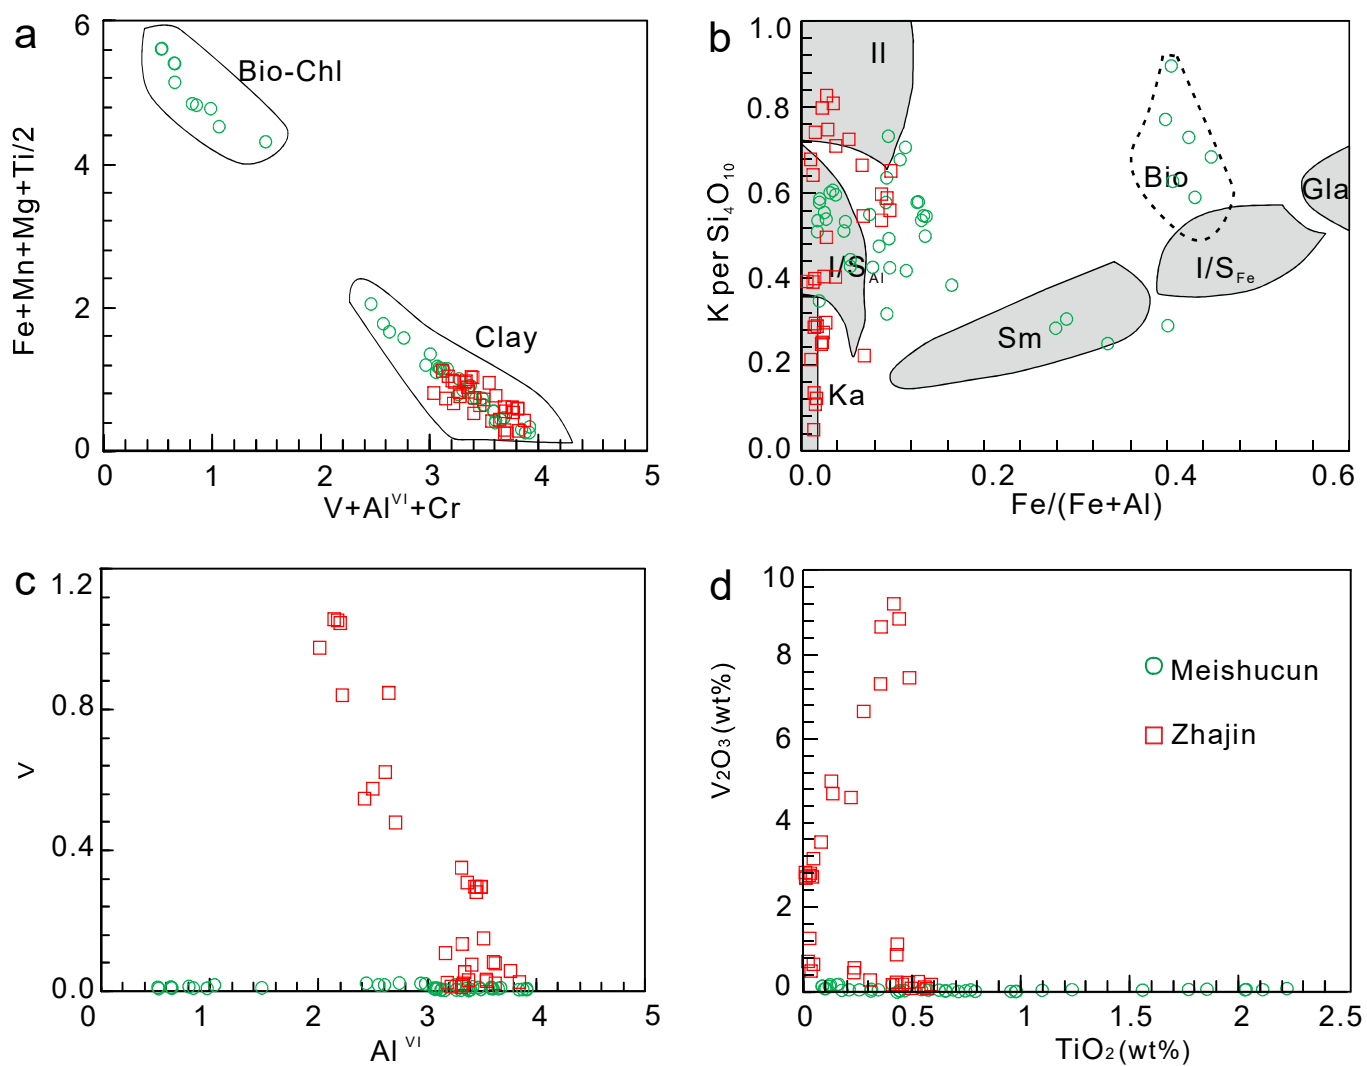 a
6
4
2
0
Fe+Mn+Mg+Ti/2
Bio-Chl
Clay
0 1 2 3 4 5
V+Al^VI+Cr
b
1.0
0.8
0.6
0.4
0.2
0.0
K per Si₄O₁₀
Il
Bio
Gla
I/S_Al
I/S_Fe
Sm
Ka
0.0 0.2 0.4 0.6
Fe/(Fe+Al)
c
1.2
0.8
0.4
0.0
V
0 1 2 3 4 5
Al^VI
d
10
8
6
4
2
0
V₂O₃(wt%)
Meishucun
Zhajin
0 0.5 1 1.5 2 2.5
TiO₂(wt%)